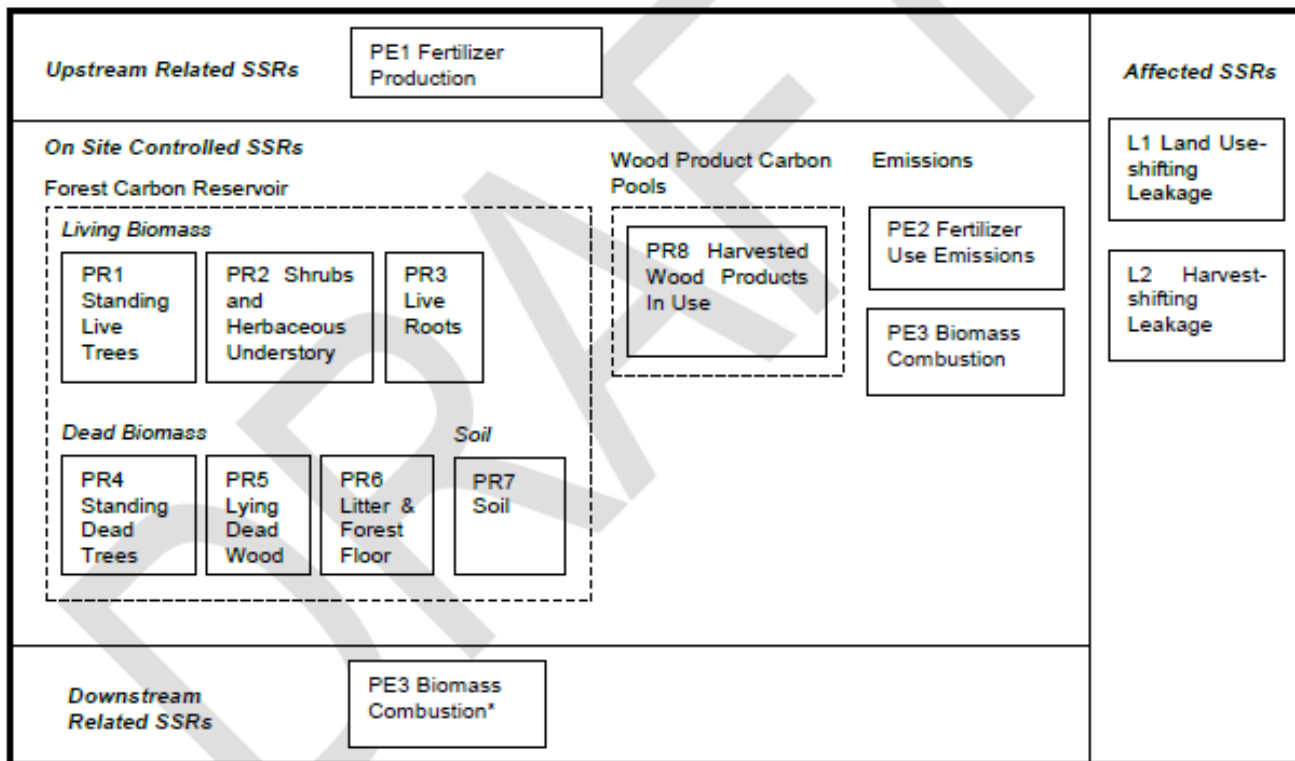 Upstream Related SSRs
PE1 Fertilizer
Production
Affected SSRs
L1 Land Use-
shifting
Leakage
L2 Harvest-
shifting
Leakage
On Site Controlled SSRs
Forest Carbon Reservoir
Living Biomass
PR1
Standing
Live
Trees
PR2 Shrubs
and
Herbaceous
Understory
PR3
Live
Roots
Dead Biomass
PR4
Standing
Dead
Trees
PR5
Lying
Dead
Wood
PR6
Litter &
Forest
Floor
Soil
PR7
Soil
Wood Product Carbon
Pools
PR8 Harvested
Wood Products
In Use
Emissions
PE2 Fertilizer
Use Emissions
PE3 Biomass
Combustion
Downstream
Related SSRs
PE3 Biomass
Combustion*
DRAFT